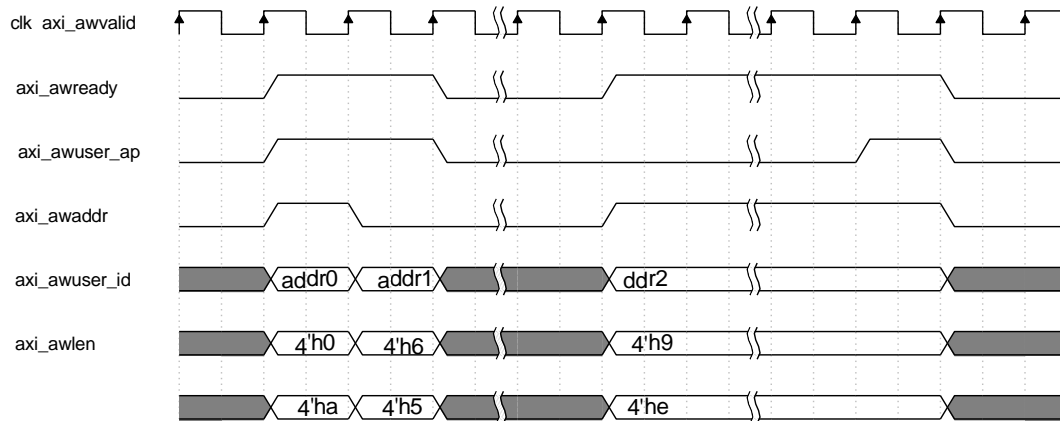 clk axi_awvalid
axi_awready
axi_awuser_ap
axi_awaddr
axi_awuser_id addr0 addr1 ddr2
axi_awlen 4'h0 4'h6 4'h9
4'ha 4'h5 4'he